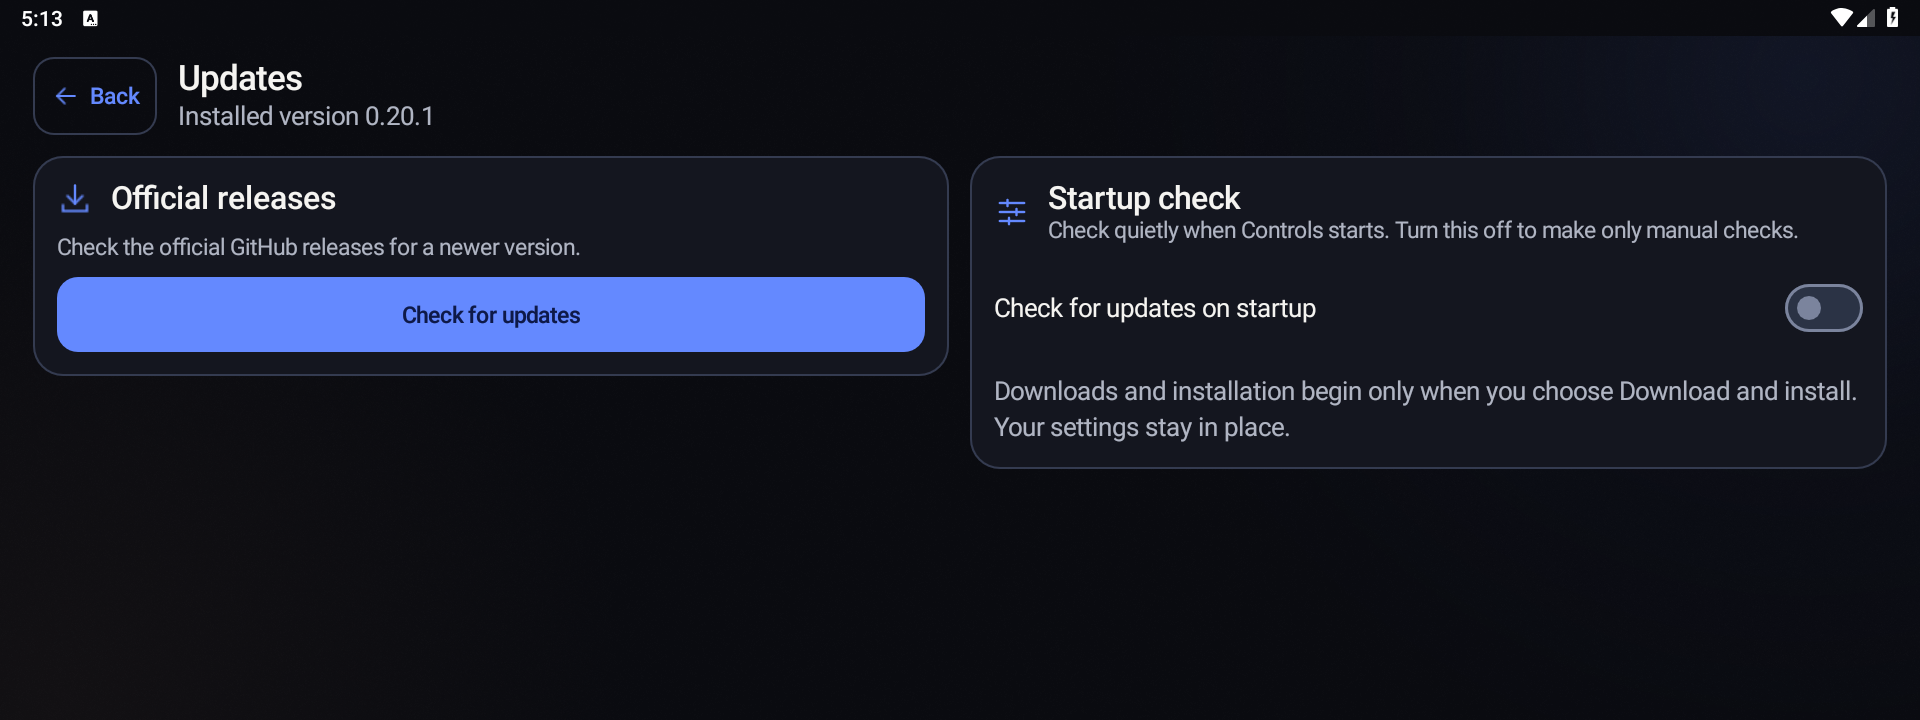 5:13
Back
Updates
Installed version 0.20.1
Official releases
Check the official GitHub releases for a newer version.
Check for updates
Startup check
Check quietly when Controls starts. Turn this off to make only manual checks.
Check for updates on startup
Downloads and installation begin only when you choose Download and install.
Your settings stay in place.